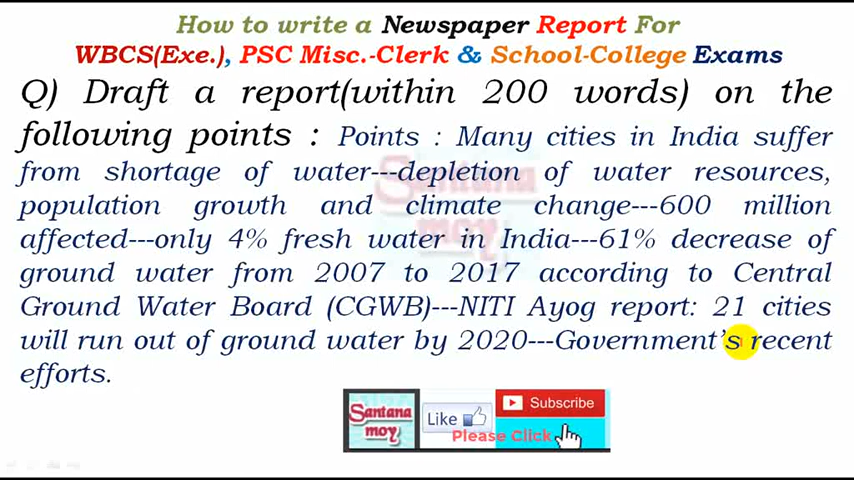 How to write a Newspaper Report For
WBCS(Exe.), PSC Misc.-Clerk & School-College Exams
Q) Draft a report(within 200 words) on the
following points : Points : Many cities in India suffer
from shortage of water---depletion of water resources,
population growth and climate change---600 million
affected---only 4% fresh water in India---61% decrease of
ground water from 2007 to 2017 according to Central
Ground Water Board (CGWB)---NITI Ayog report: 21 cities
will run out of ground water by 2020---Government's recent
efforts.
Santana
moy
Santana
moy
Like
Subscribe
Please Click